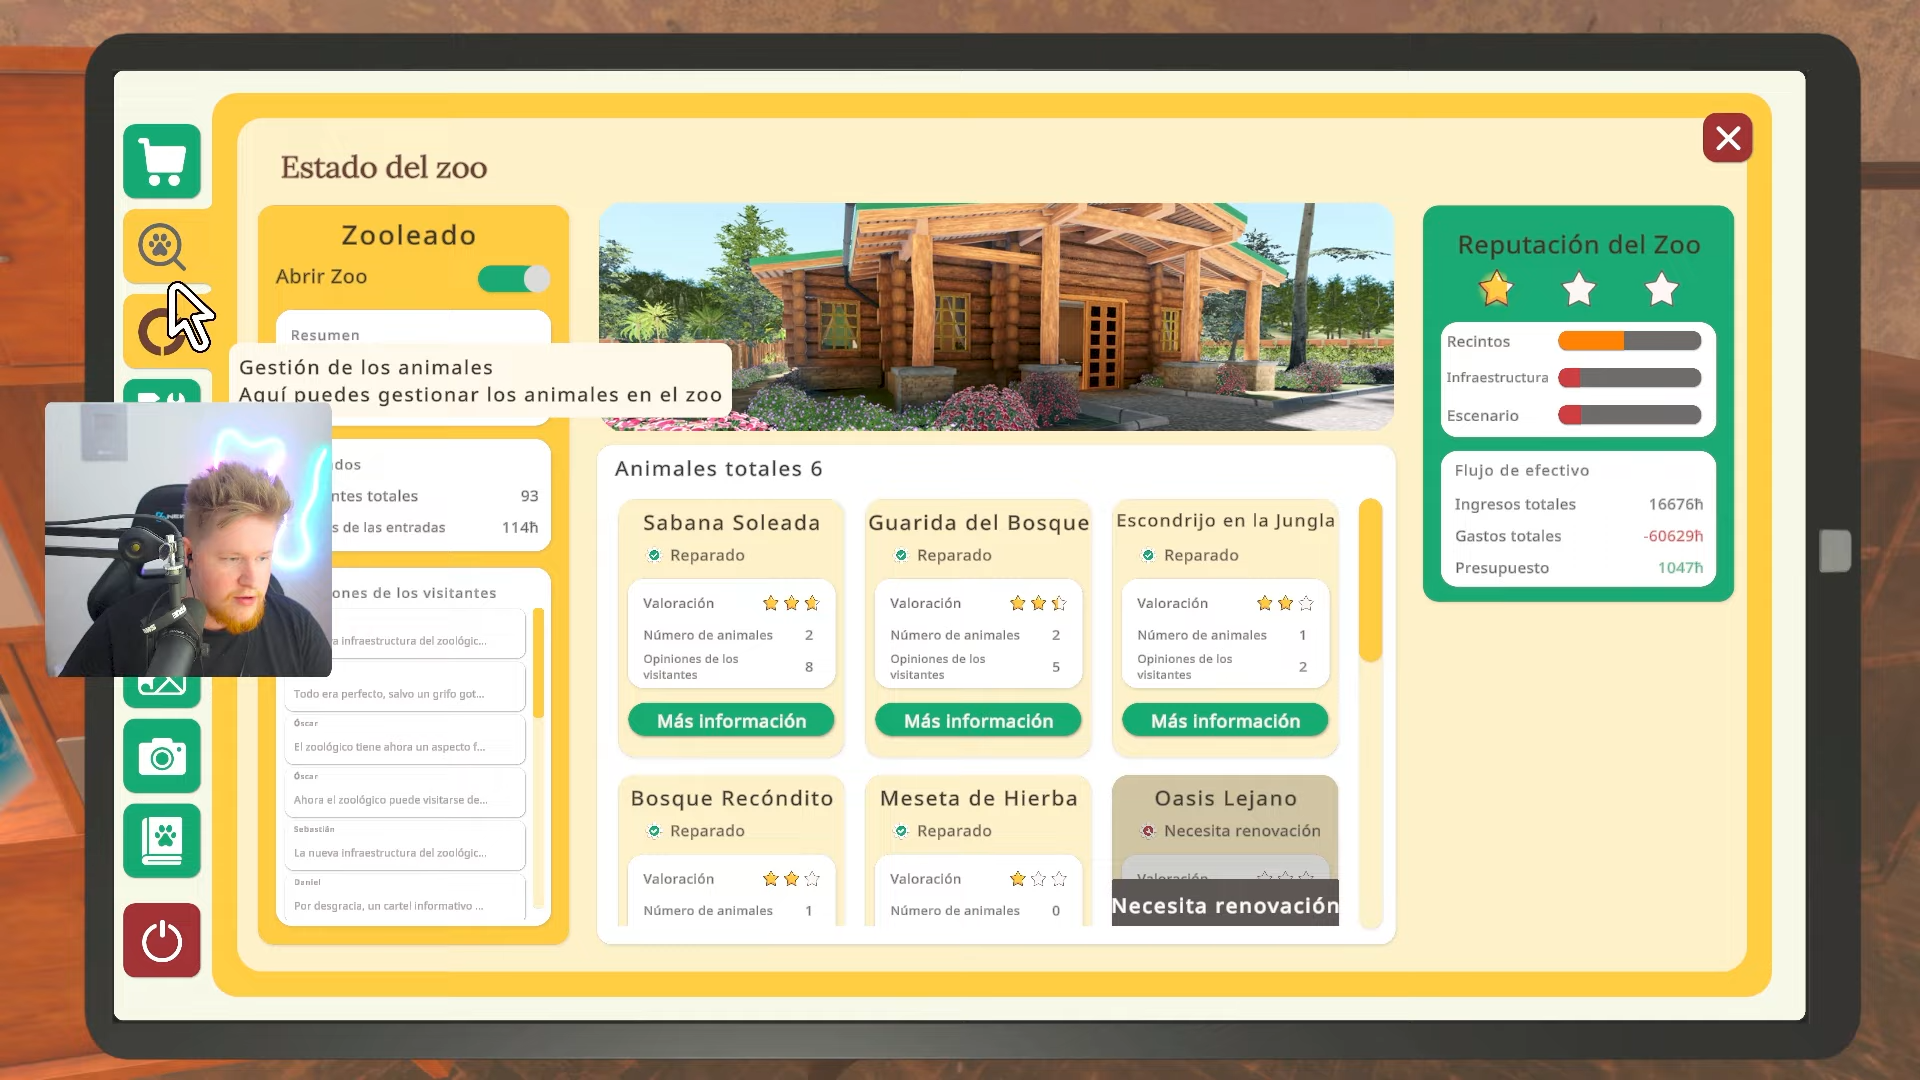 Estado del zoo
Zooleado
Abrir Zoo
Resumen
Gestión de los animales
Aquí puedes gestionar los animales en el zoo
dos
ntes totales 93
s de las entradas 114ħ
ones de los visitantes
a infraestructura del zoológic...
Todo era perfecto, salvo un grifo got...
Óscar
El zoológico tiene ahora un aspecto f...
Óscar
Ahora el zoológico puede visitarse de...
Sebastián
La nueva infraestructura del zoológic...
Daniel
Por desgracia, un cartel informativo ...
Animales totales 6
Sabana Soleada
Reparado
Valoración
Número de animales 2
Opiniones de los
visitantes 8
Más información
Guarida del Bosque
Reparado
Valoración
Número de animales 2
Opiniones de los
visitantes 5
Más información
Escondrijo en la Jungla
Reparado
Valoración
Número de animales 1
Opiniones de los
visitantes 2
Más información
Bosque Recóndito
Reparado
Valoración
Número de animales 1
Meseta de Hierba
Reparado
Valoración
Número de animales 0
Oasis Lejano
Necesita renovación
Valoración
Necesita renovación
Reputación del Zoo
Recintos
Infraestructura
Escenario
Flujo de efectivo
Ingresos totales 16676ħ
Gastos totales -60629ħ
Presupuesto 1047ħ